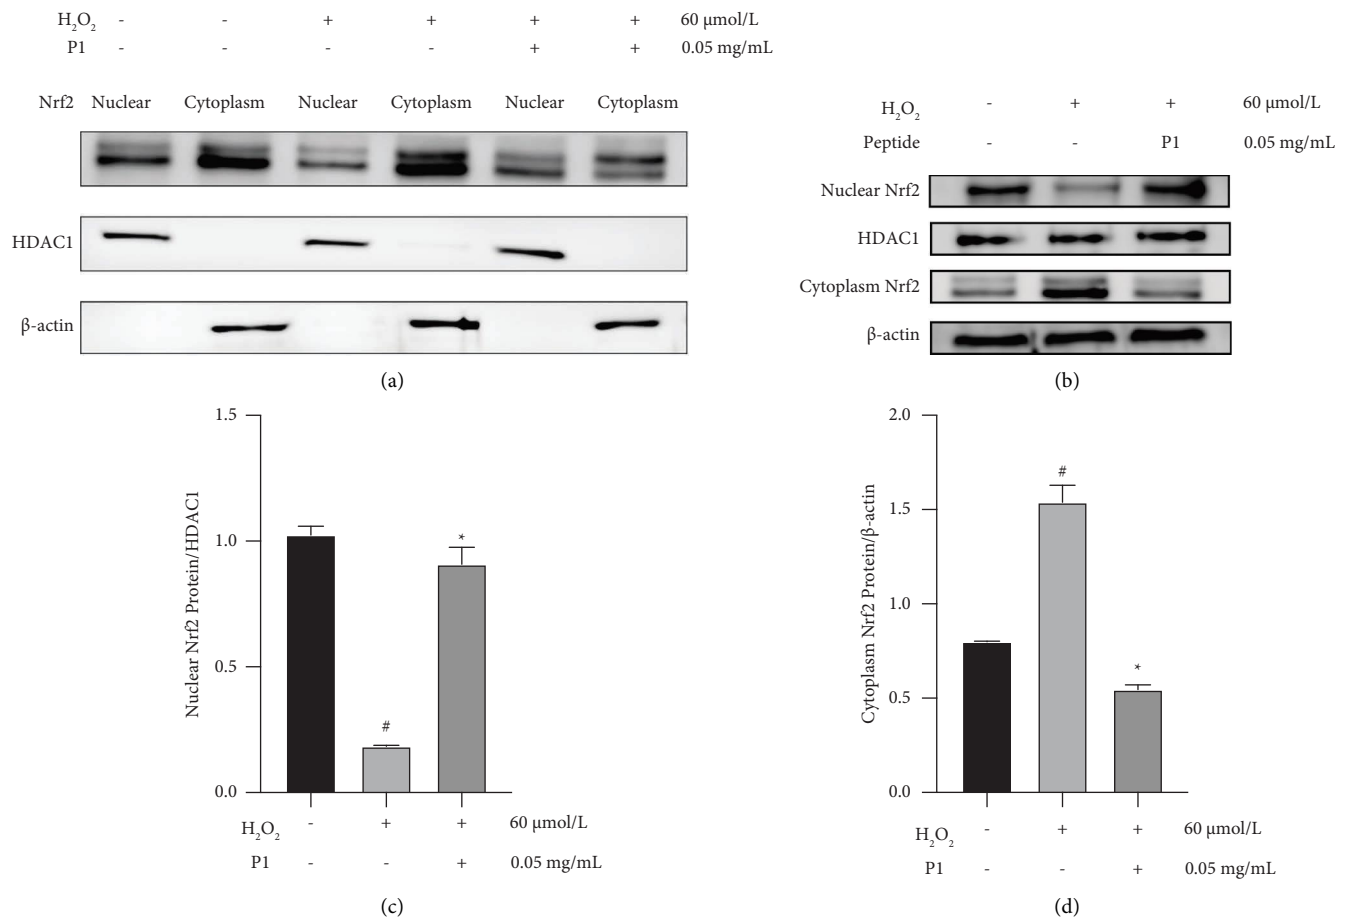 H₂O₂ - - + + + + 60 µmol/L
P1 - - - - + + 0.05 mg/mL
Nrf2 Nuclear Cytoplasm Nuclear Cytoplasm Nuclear Cytoplasm
HDAC1
β-actin
(a)
H₂O₂ - + + 60 µmol/L
Peptide - - P1 0.05 mg/mL
Nuclear Nrf2
HDAC1
Cytoplasm Nrf2
β-actin
(b)
Nuclear Nrf2 Protein/HDAC1
1.5
1.0
0.5
0.0
#
*
H₂O₂ - + + 60 µmol/L
P1 - - + 0.05 mg/mL
(c)
Cytoplasm Nrf2 Protein/β-actin
2.0
1.5
1.0
0.5
0.0
#
*
H₂O₂ - + + 60 µmol/L
P1 - - + 0.05 mg/mL
(d)